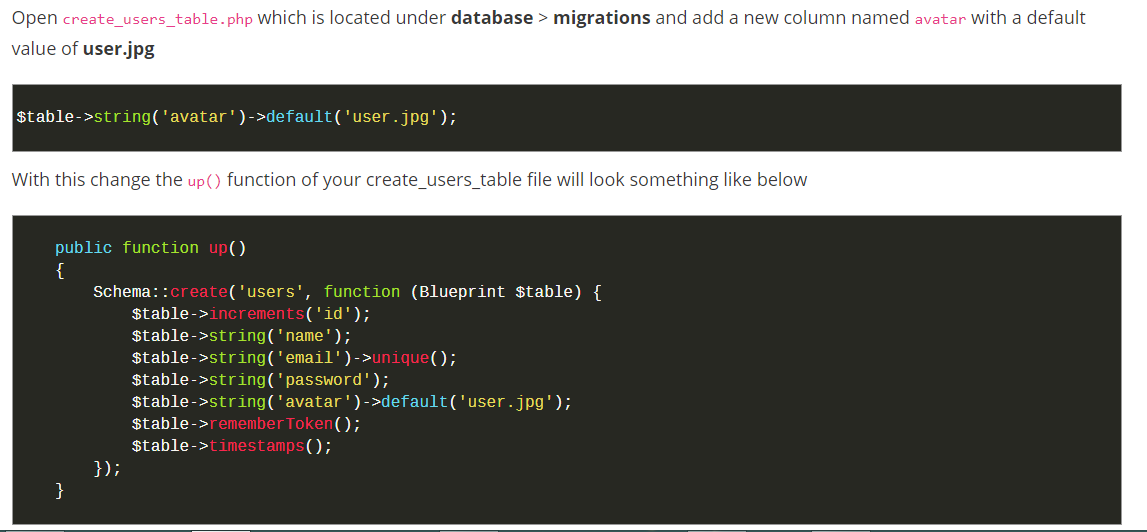 Open create_users_table.php which is located under database > migrations and add a new column named avatar with a default
value of user.jpg
$table->string('avatar')->default('user.jpg');
With this change the up() function of your create_users_table file will look something like below
public function up()
{
Schema::create('users', function (Blueprint $table) {
$table->increments('id');
$table->string('name');
$table->string('email')->unique();
$table->string('password');
$table->string('avatar')->default('user.jpg');
$table->rememberToken();
$table->timestamps();
});
}